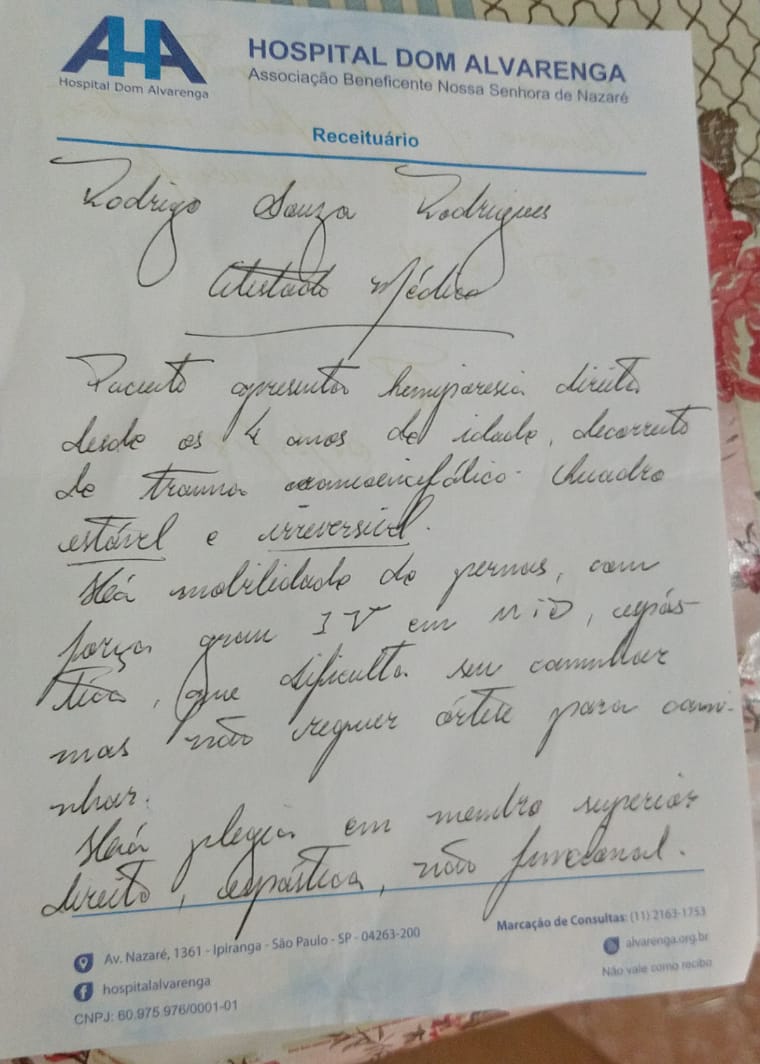 AHA
Hospital Dom Alvarenga
HOSPITAL DOM ALVARENGA
Associação Beneficente Nossa Senhora de Nazaré
Receituário
Rodrigo Souza Rodrigues
Atestado Médico
Paciente apresenta hemiparesia direita
desde os 4 anos de idade, decorrente
de trauma cranioencefálico. Quadro
estável e irreversível.
Há mobilidade de pernas, com
força grau IV em MID, espás-
tica, que dificulta seu caminhar
mas não requer órtese para cami-
nhar.
Há plegia em membro superior
direito, espástica, não funcional.
Av. Nazaré, 1361 - Ipiranga - São Paulo - SP - 04263-200
hospitalalvarenga
CNPJ: 60.975.976/0001-01
Marcação de Consultas: (11) 2163-1753
alvarenga.org.br
Não vale como recibo